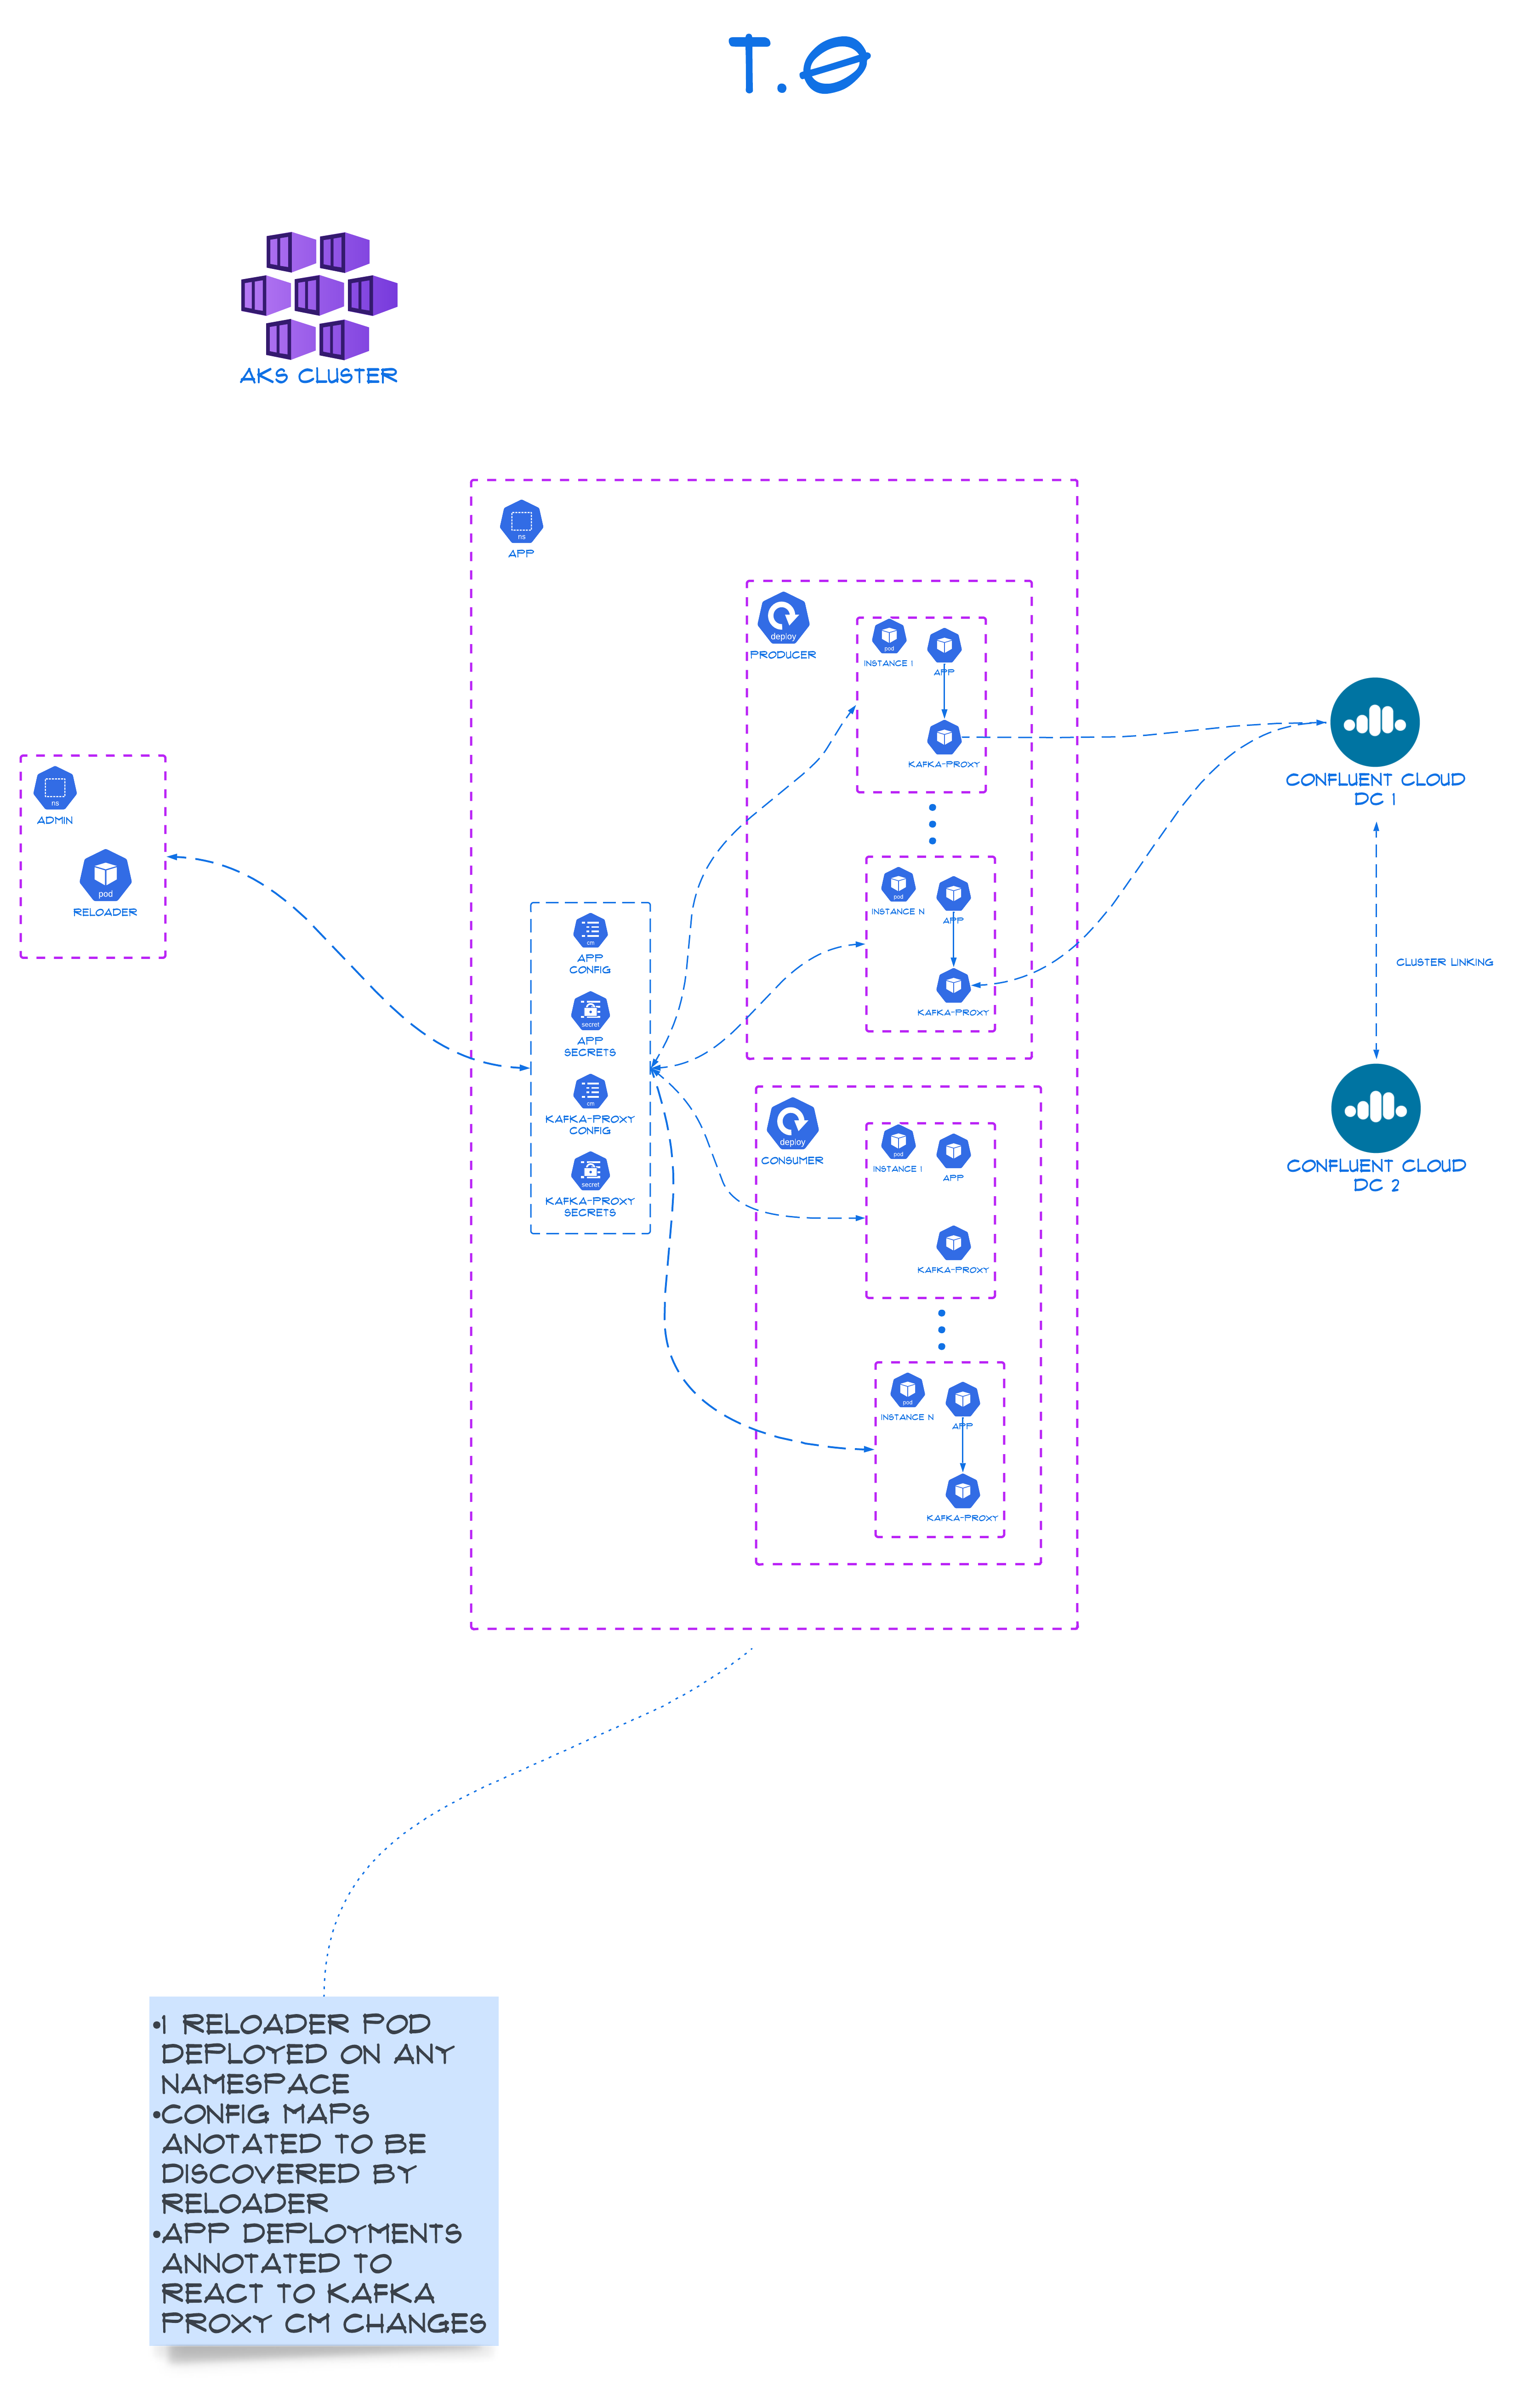 T.0
AKS CLUSTER
ns
APP
deploy
PRODUCER
pod
INSTANCE 1
APP
KAFKA-PROXY
pod
INSTANCE N
APP
KAFKA-PROXY
ns
ADMIN
pod
RELOADER
cm
APP
CONFIG
secret
APP
SECRETS
cm
KAFKA-PROXY
CONFIG
secret
KAFKA-PROXY
SECRETS
deploy
CONSUMER
pod
INSTANCE 1
APP
KAFKA-PROXY
pod
INSTANCE N
APP
KAFKA-PROXY
CONFLUENT CLOUD
DC 1
CLUSTER LINKING
CONFLUENT CLOUD
DC 2
•1 RELOADER POD
DEPLOYED ON ANY
NAMESPACE
•CONFIG MAPS
ANOTATED TO BE
DISCOVERED BY
RELOADER
•APP DEPLOYMENTS
ANNOTATED TO
REACT TO KAFKA
PROXY CM CHANGES